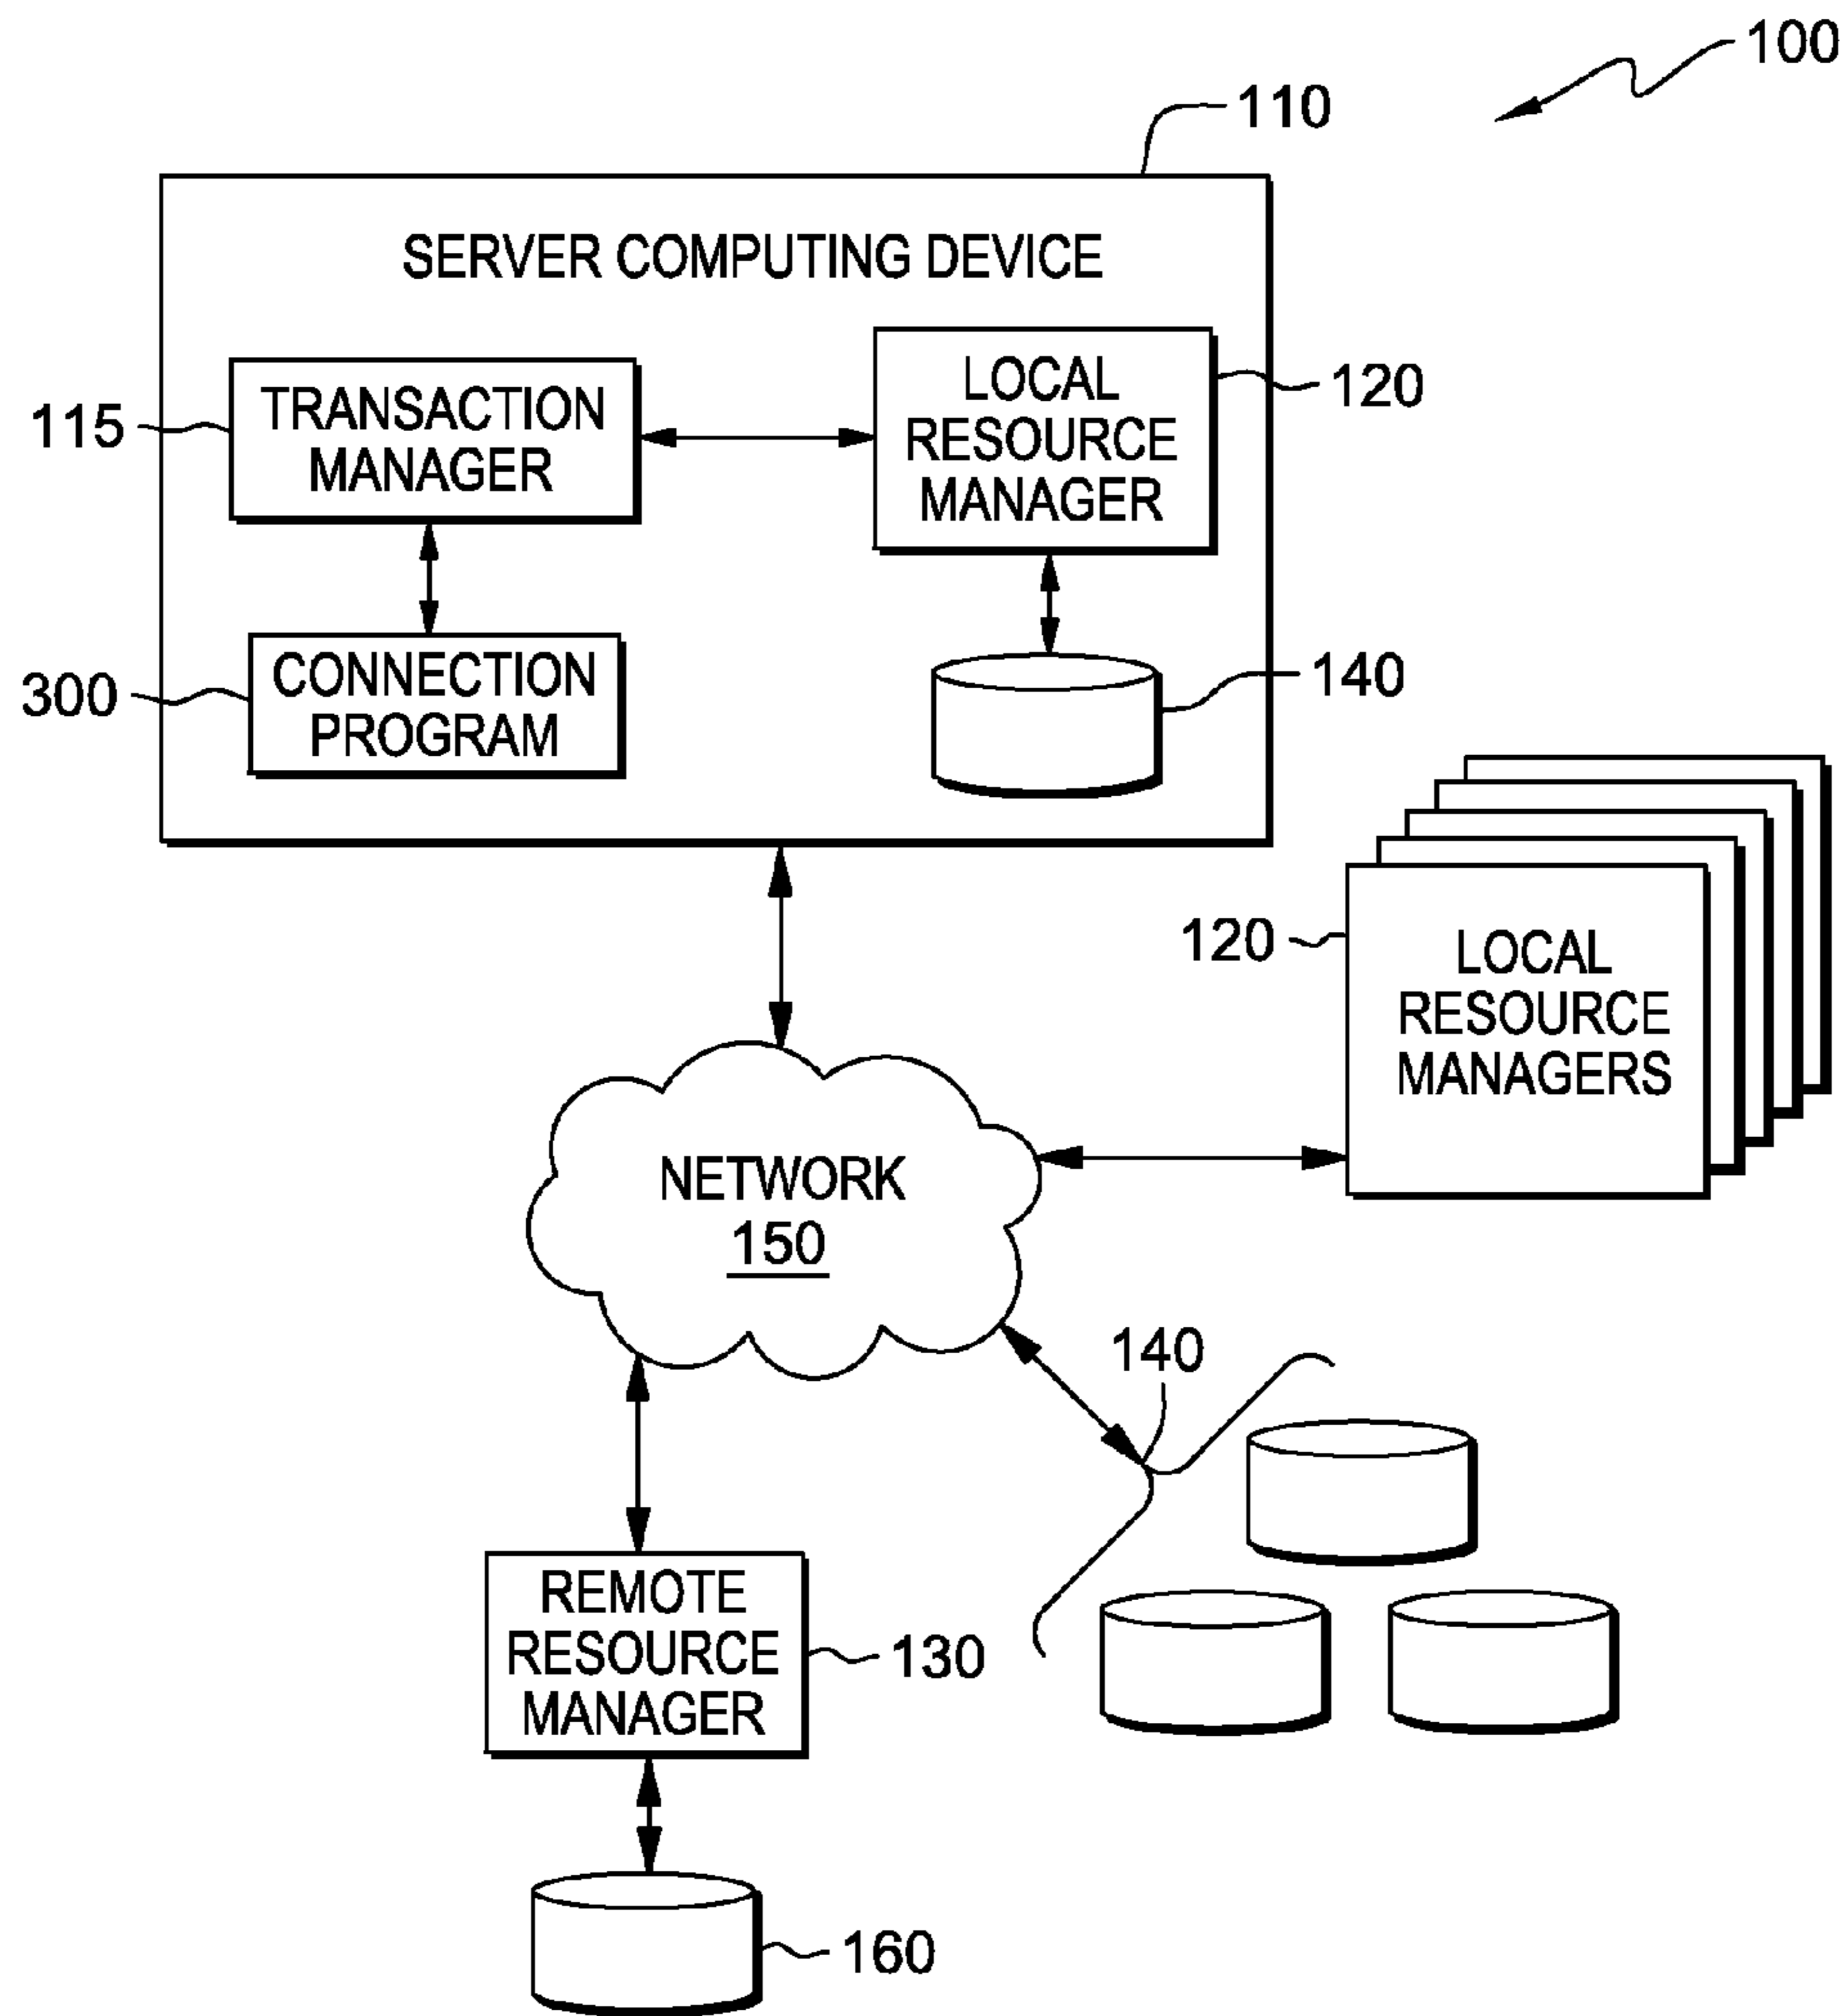 100
110
SERVER COMPUTING DEVICE
115
TRANSACTION
MANAGER
LOCAL
RESOURCE
MANAGER
120
300
CONNECTION
PROGRAM
140
120
LOCAL
RESOURCE
MANAGERS
NETWORK
150
140
REMOTE
RESOURCE
MANAGER
130
160